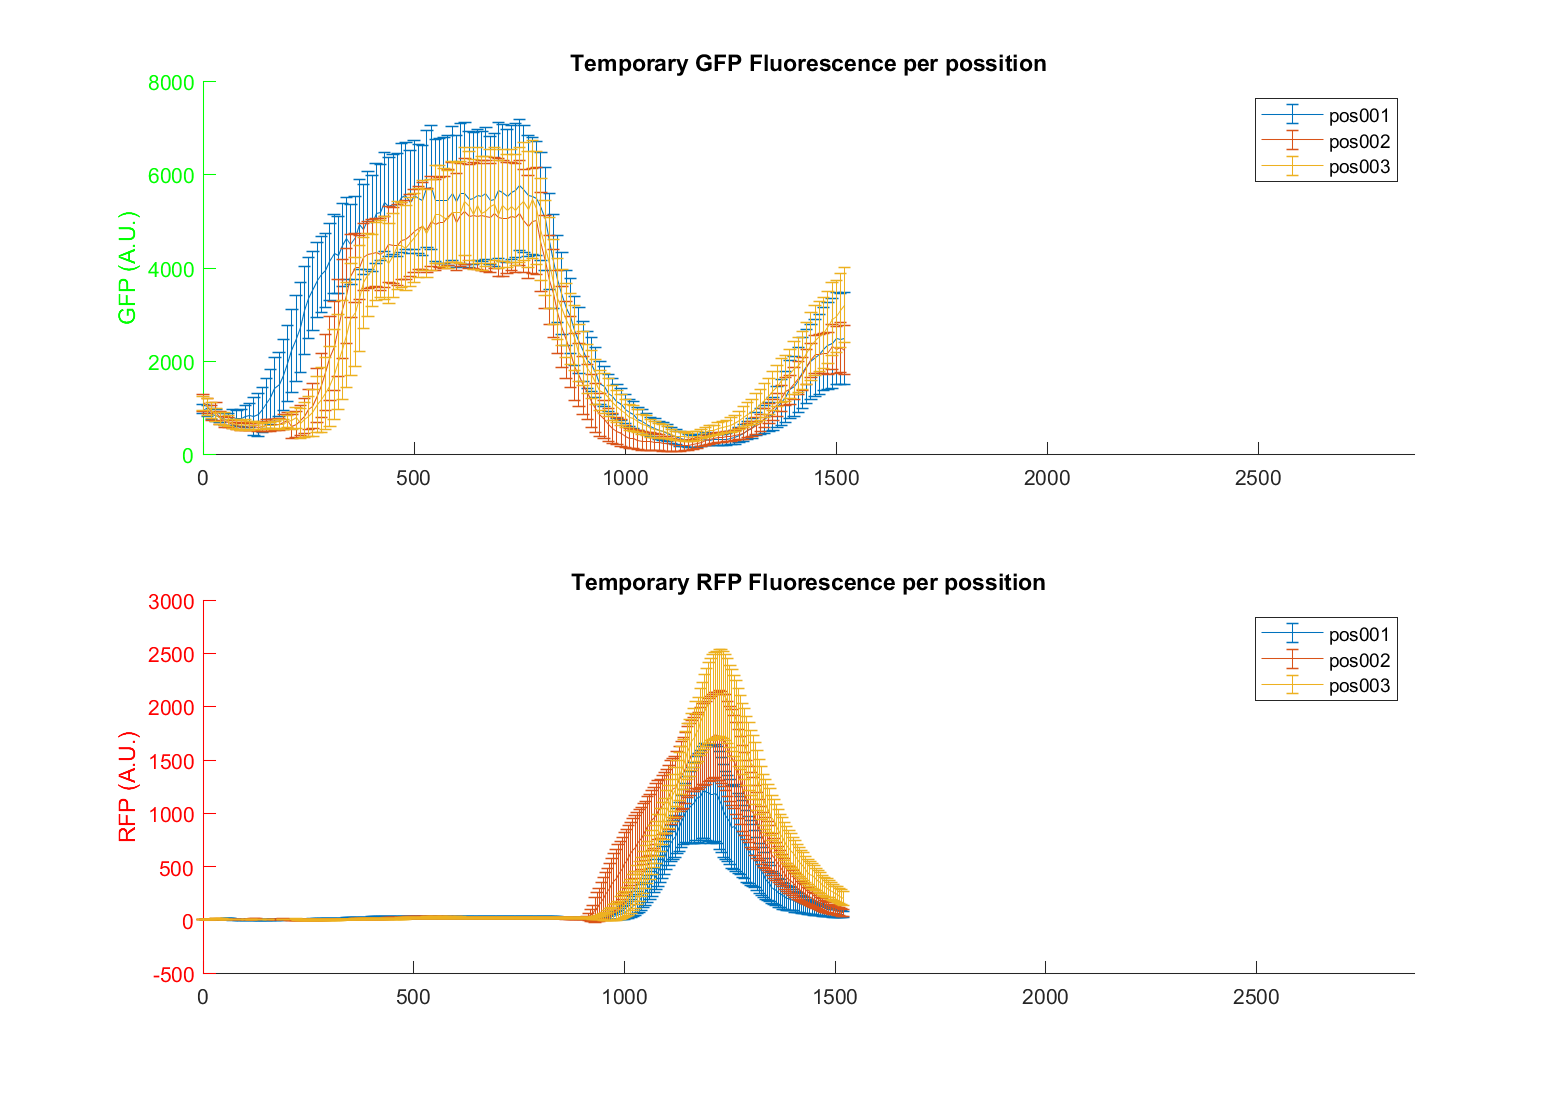 Temporary GFP Fluorescence per possition
8000
6000
4000
2000
0
GFP (A.U.)
0 500 1000 1500 2000 2500
pos001
pos002
pos003
Temporary RFP Fluorescence per possition
3000
2500
2000
1500
1000
500
0
-500
RFP (A.U.)
0 500 1000 1500 2000 2500
pos001
pos002
pos003